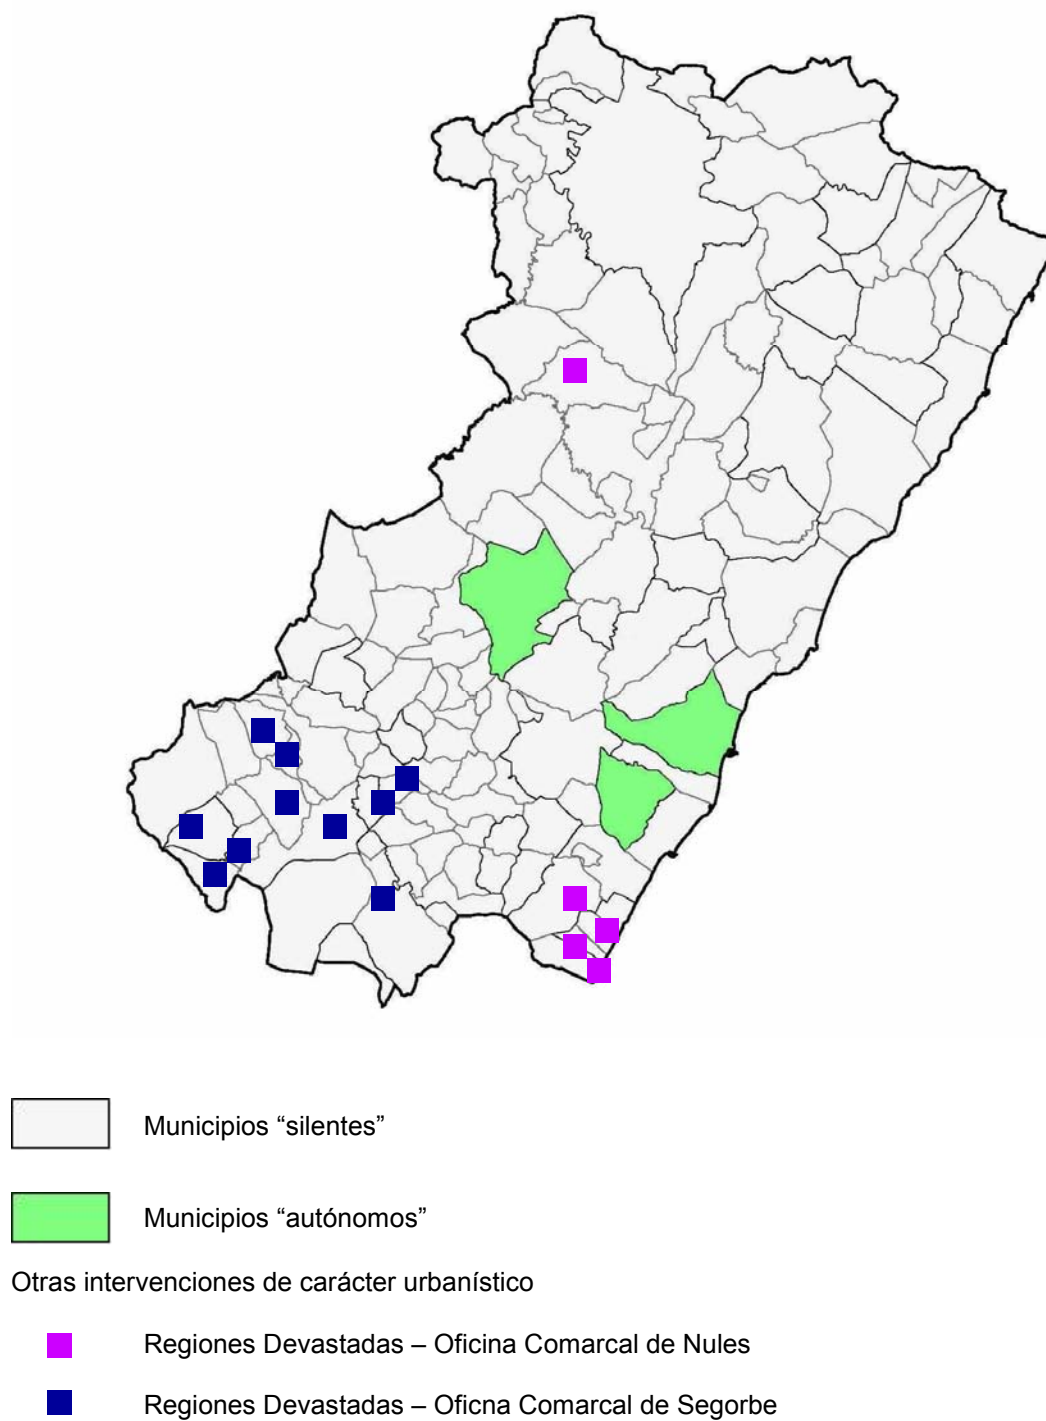 Municipios “silentes”
Municipios “autónomos”
Otras intervenciones de carácter urbanístico
Regiones Devastadas – Oficina Comarcal de Nules
Regiones Devastadas – Oficna Comarcal de Segorbe